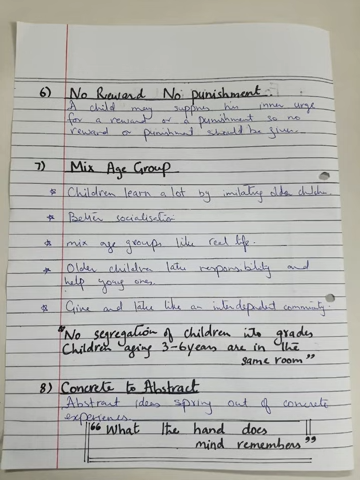 6) No Reward No punishment.
A child may suppress his inner urge
for a reward or a punishment so no
reward or punishment should be given.
7) Mix Age Group
* Children learn a lot by imitating older children
* Better socialisation
* mix age groups like real life.
* Older children take responsibility and
help young ones.
* Give and take like an interdependent community
"No segregation of children into grades
Children aging 3-6years are in the
same room"
8) Concrete to Abstract
Abstract ideas spring out of concrete
experiences.
"What the hand does
mind remembers"